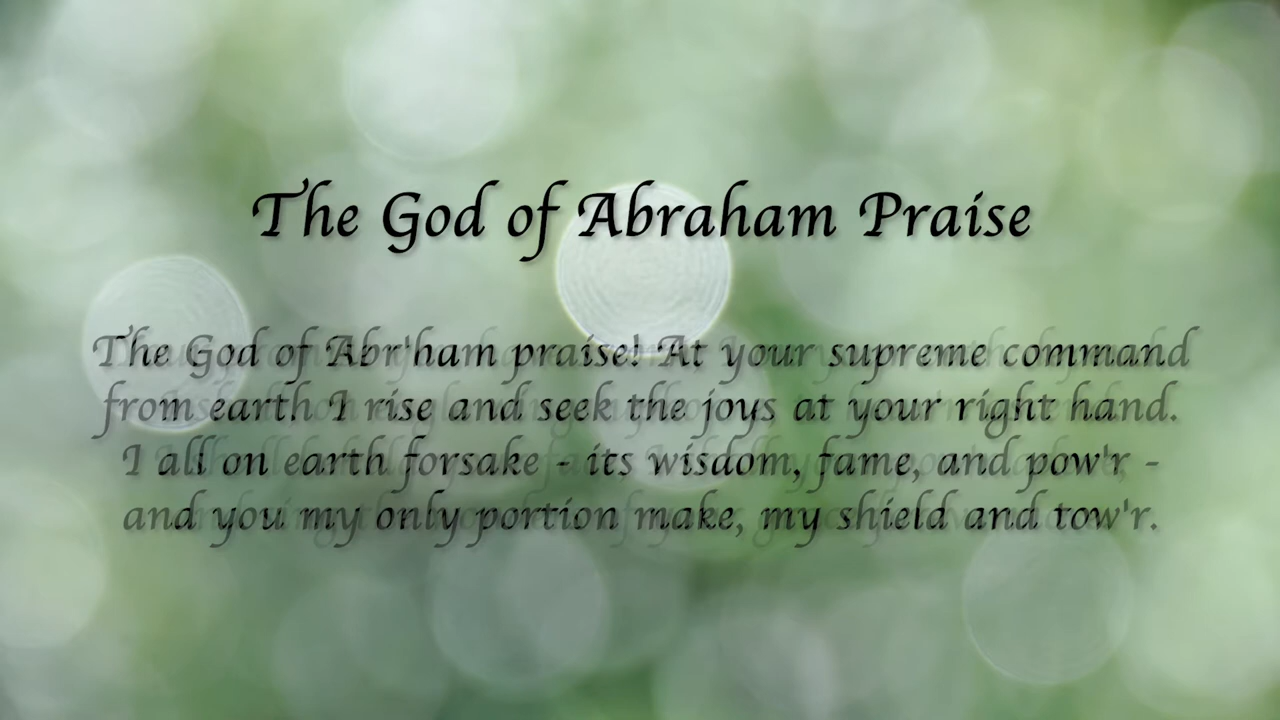 The God of Abraham Praise
The God of Abr'ham praise! At your supreme command
from earth I rise and seek the joys at your right hand.
I all on earth forsake - its wisdom, fame, and pow'r -
and you my only portion make, my shield and tow'r.